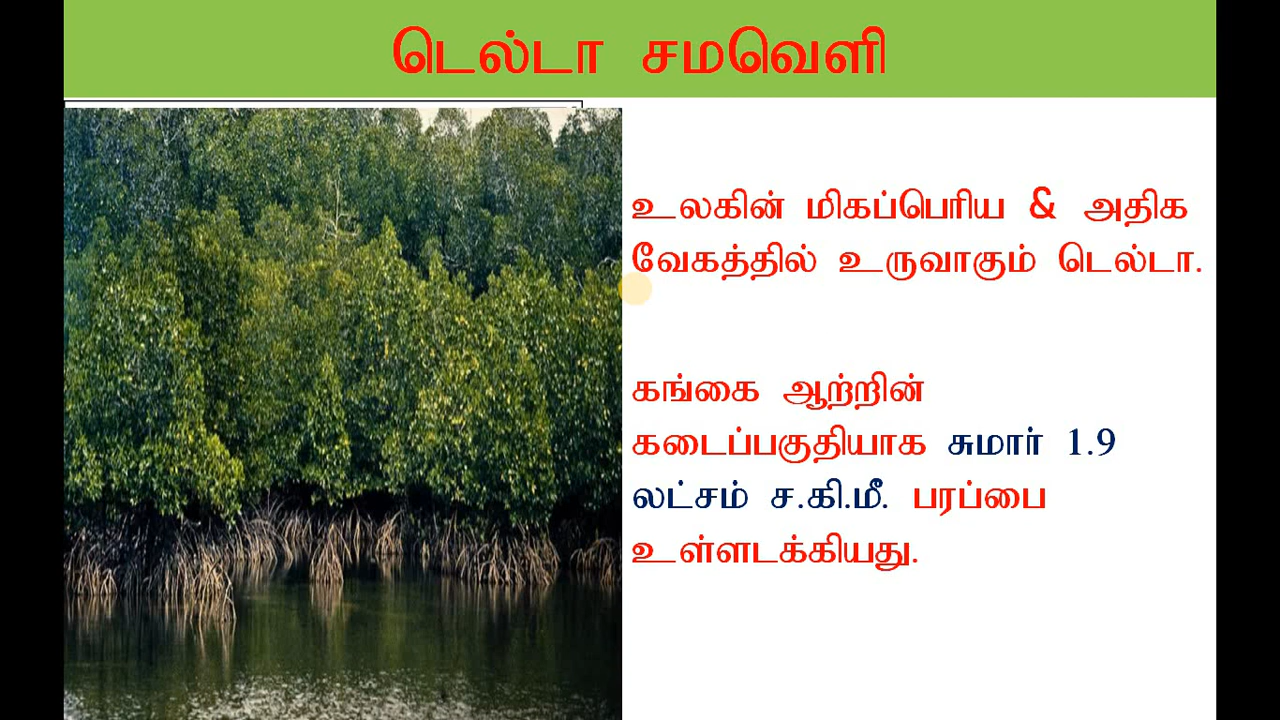 டெல்டா சமவெளி
உலகின் மிகப்பெரிய & அதிக
வேகத்தில் உருவாகும் டெல்டா.
கங்கை ஆற்றின்
கடைப்பகுதியாக சுமார் 1.9
லட்சம் ச.கி.மீ. பரப்பை
உள்ளடக்கியது.